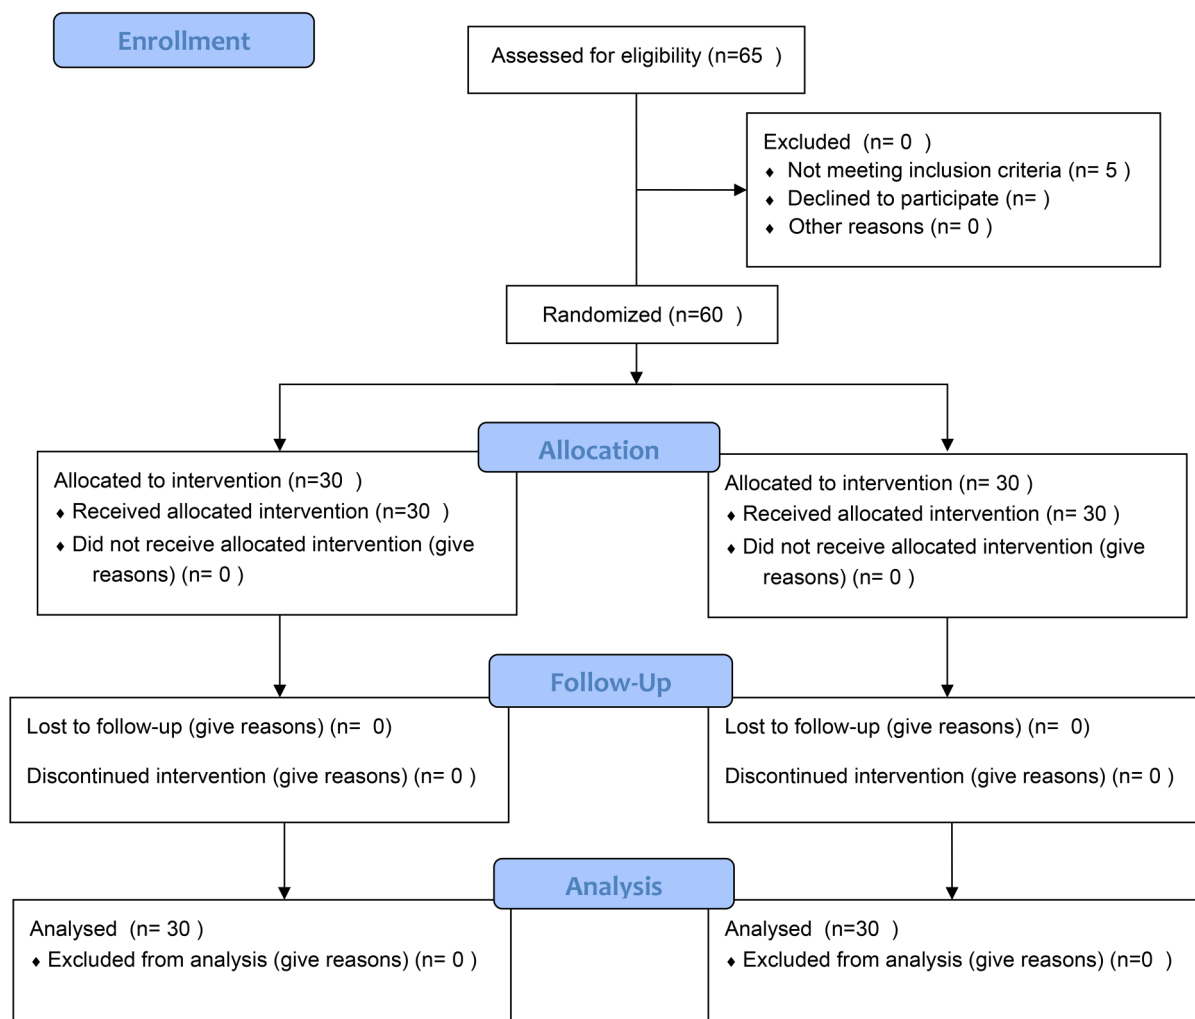 Enrollment
Assessed for eligibility (n=65  )
Excluded  (n= 0  )
♦ Not meeting inclusion criteria (n= 5 )
♦ Declined to participate (n= )
♦ Other reasons (n= 0 )
Randomized (n=60  )
Allocation
Allocated to intervention (n=30  )
♦ Received allocated intervention (n=30  )
♦ Did not receive allocated intervention (give
reasons) (n= 0 )
Allocated to intervention (n= 30 )
♦ Received allocated intervention (n= 30 )
♦ Did not receive allocated intervention (give
reasons) (n= 0 )
Follow-Up
Lost to follow-up (give reasons) (n=  0)
Discontinued intervention (give reasons) (n= 0 )
Lost to follow-up (give reasons) (n=  0)
Discontinued intervention (give reasons) (n= 0 )
Analysis
Analysed  (n= 30 )
♦ Excluded from analysis (give reasons) (n= 0 )
Analysed  (n=30  )
♦ Excluded from analysis (give reasons) (n=0  )